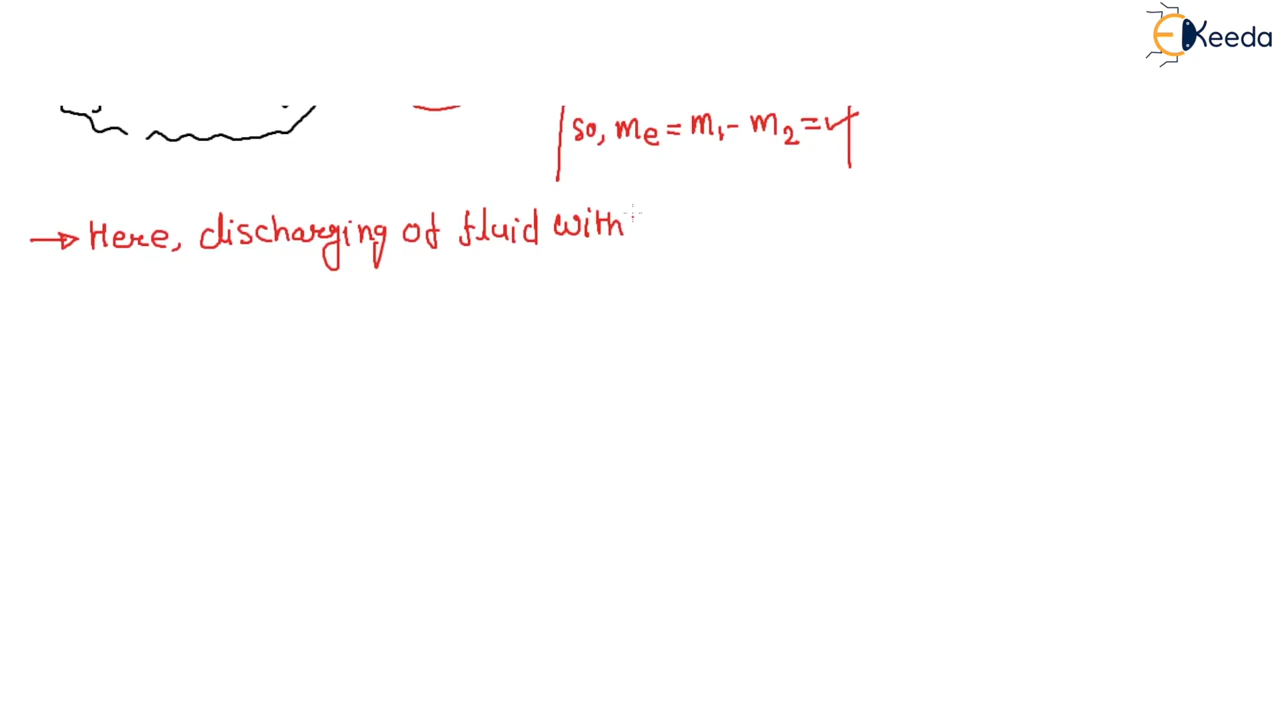 EKeeda
so, me = m1 - m2 = ✓
→ Here, discharging of fluid with